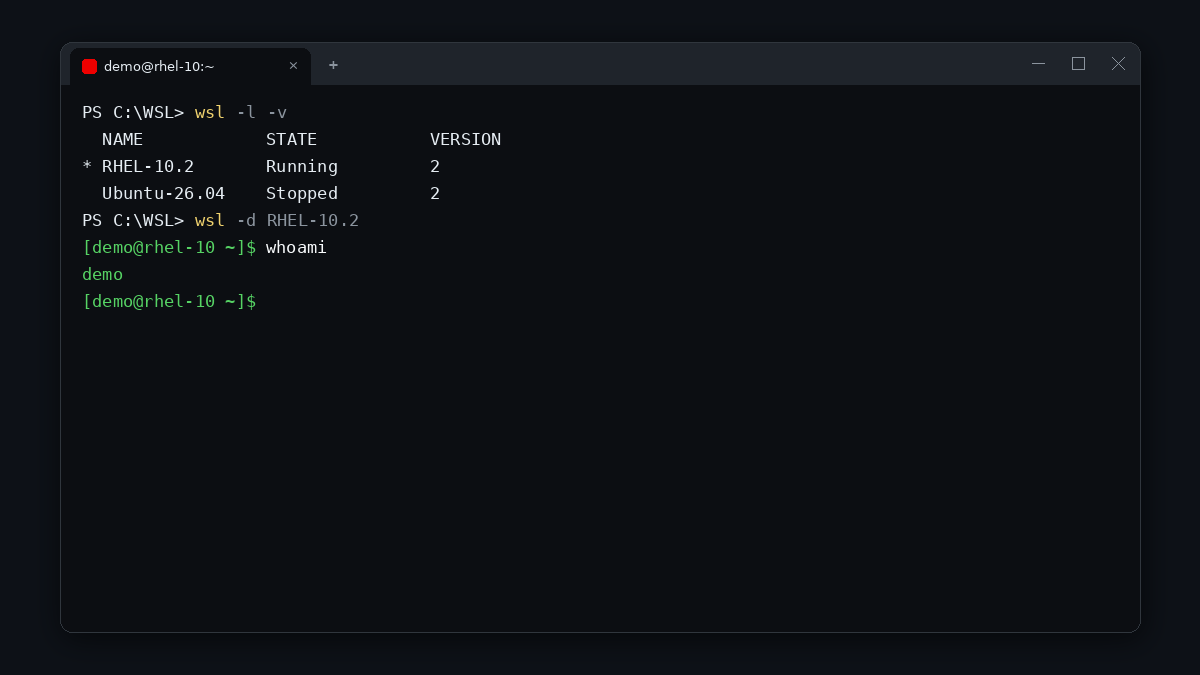 demo@rhel-10:~ × +
PS C:\WSL> wsl -l -v
  NAME            STATE           VERSION
* RHEL-10.2       Running         2
  Ubuntu-26.04    Stopped         2
PS C:\WSL> wsl -d RHEL-10.2
[demo@rhel-10 ~]$ whoami
demo
[demo@rhel-10 ~]$